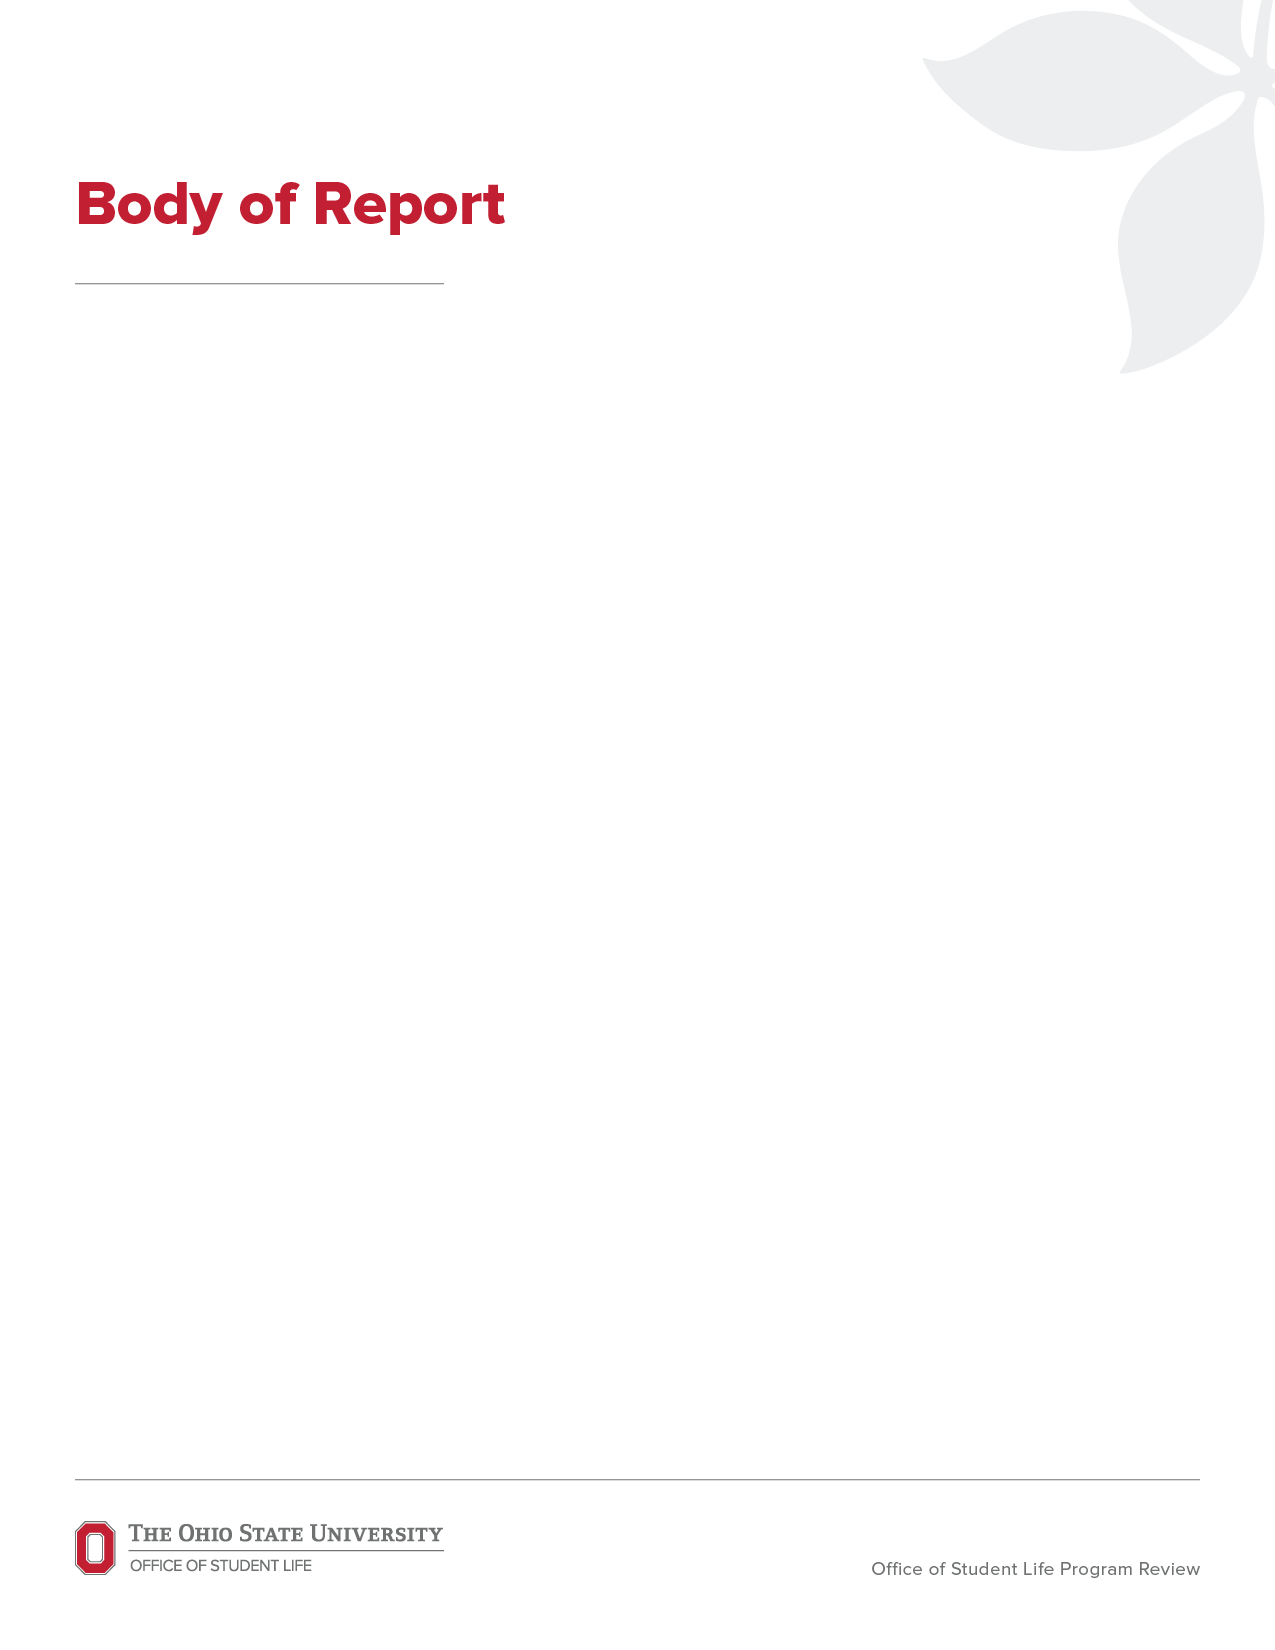 Body of Report
THE OHIO STATE UNIVERSITY
OFFICE OF STUDENT LIFE
Office of Student Life Program Review